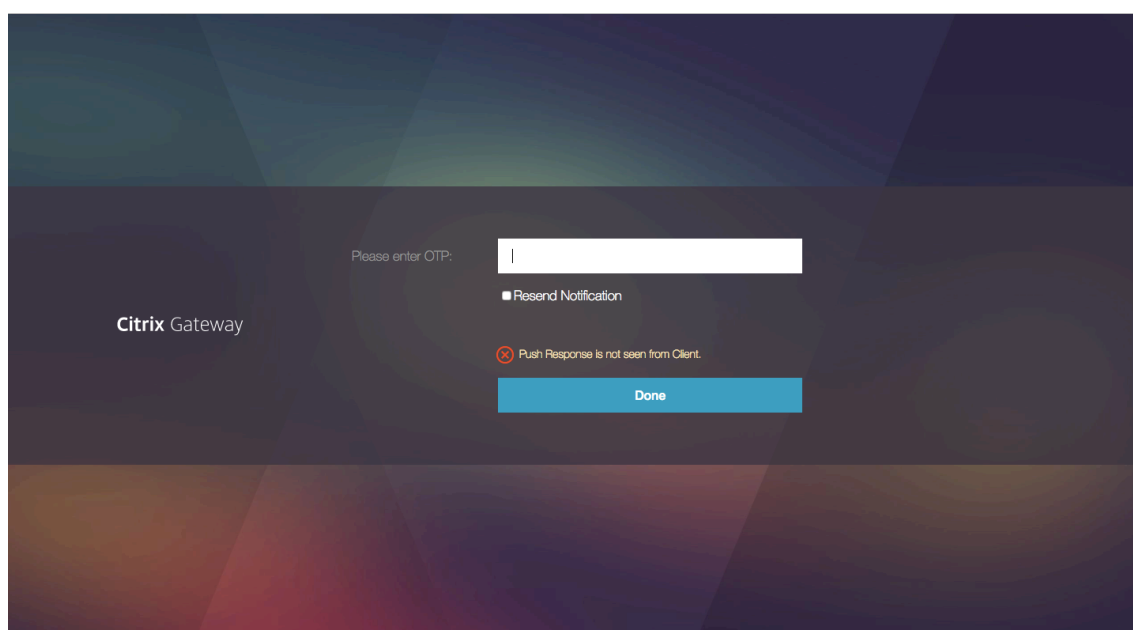 Please enter OTP:
Resend Notification
Citrix Gateway
Push Response is not seen from Client.
Done